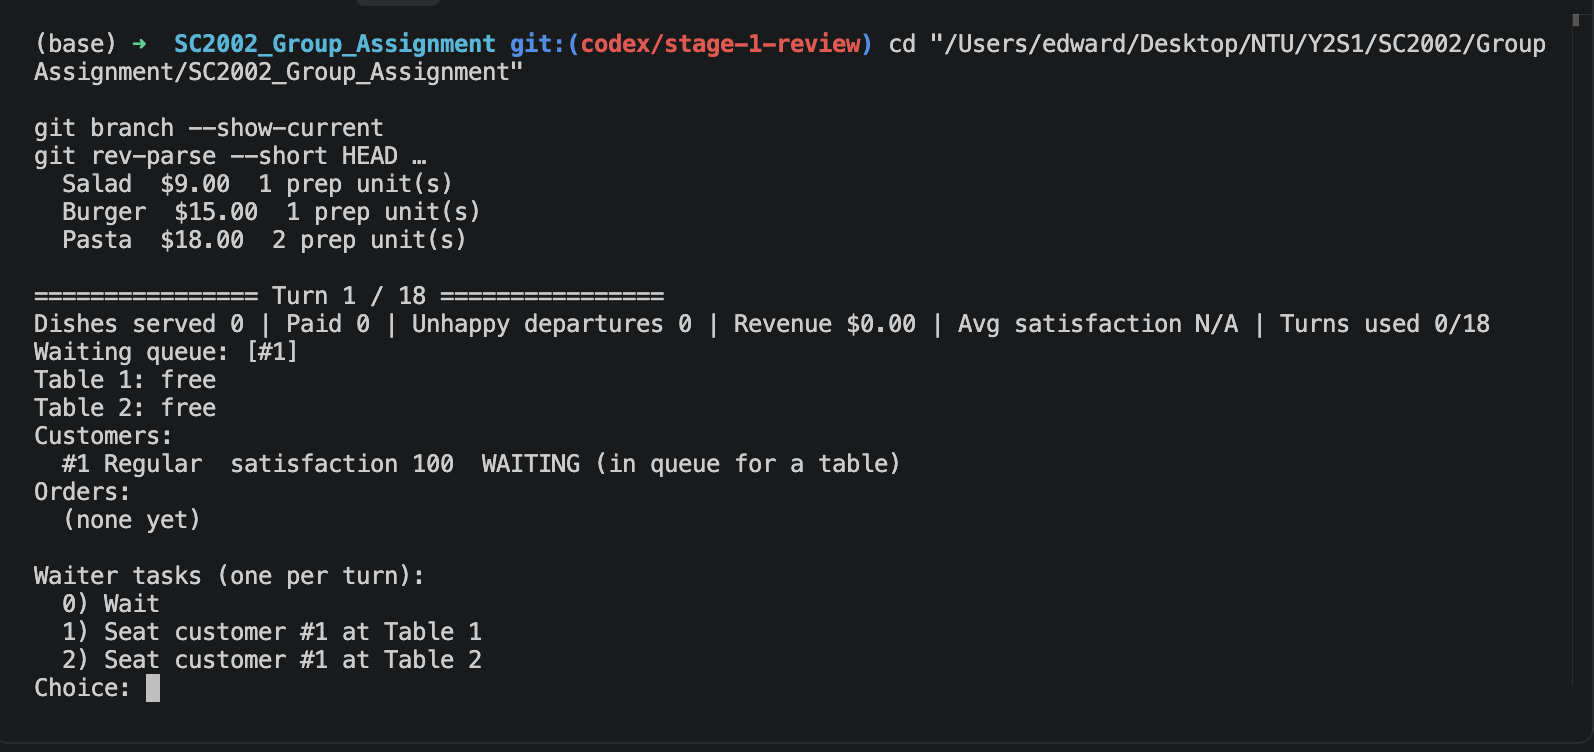 (base) ➜  SC2002_Group_Assignment git:(codex/stage-1-review) cd "/Users/edward/Desktop/NTU/Y2S1/SC2002/Group
Assignment/SC2002_Group_Assignment"
git branch --show-current
git rev-parse --short HEAD …
  Salad  $9.00  1 prep unit(s)
  Burger  $15.00  1 prep unit(s)
  Pasta  $18.00  2 prep unit(s)
================ Turn 1 / 18 ================
Dishes served 0 | Paid 0 | Unhappy departures 0 | Revenue $0.00 | Avg satisfaction N/A | Turns used 0/18
Waiting queue: [#1]
Table 1: free
Table 2: free
Customers:
  #1 Regular  satisfaction 100  WAITING (in queue for a table)
Orders:
  (none yet)
Waiter tasks (one per turn):
  0) Wait
  1) Seat customer #1 at Table 1
  2) Seat customer #1 at Table 2
Choice: